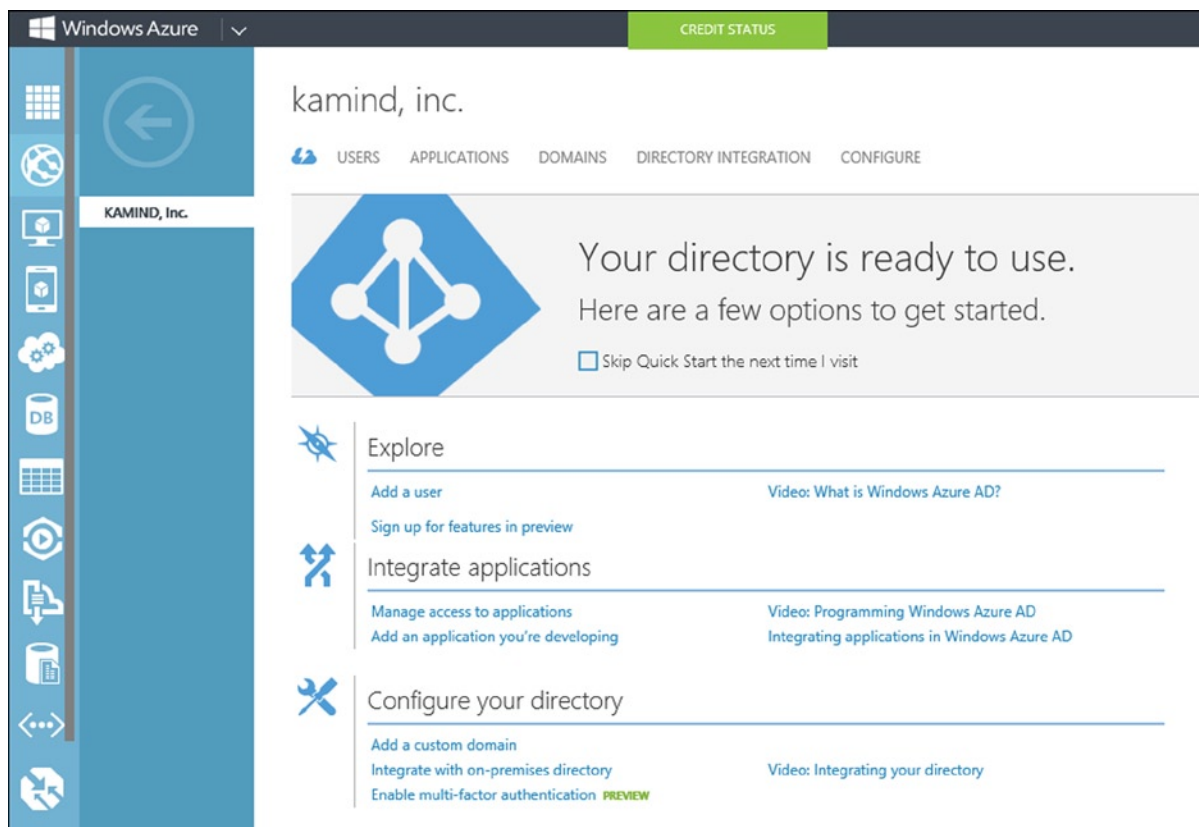 Windows Azure
CREDIT STATUS
kamind, inc.
USERS APPLICATIONS DOMAINS DIRECTORY INTEGRATION CONFIGURE
KAMIND, Inc.
Your directory is ready to use.
Here are a few options to get started.
Skip Quick Start the next time I visit
Explore
Add a user
Video: What is Windows Azure AD?
Sign up for features in preview
Integrate applications
Manage access to applications
Video: Programming Windows Azure AD
Add an application you're developing
Integrating applications in Windows Azure AD
Configure your directory
Add a custom domain
Integrate with on-premises directory
Video: Integrating your directory
Enable multi-factor authentication PREVIEW
DB